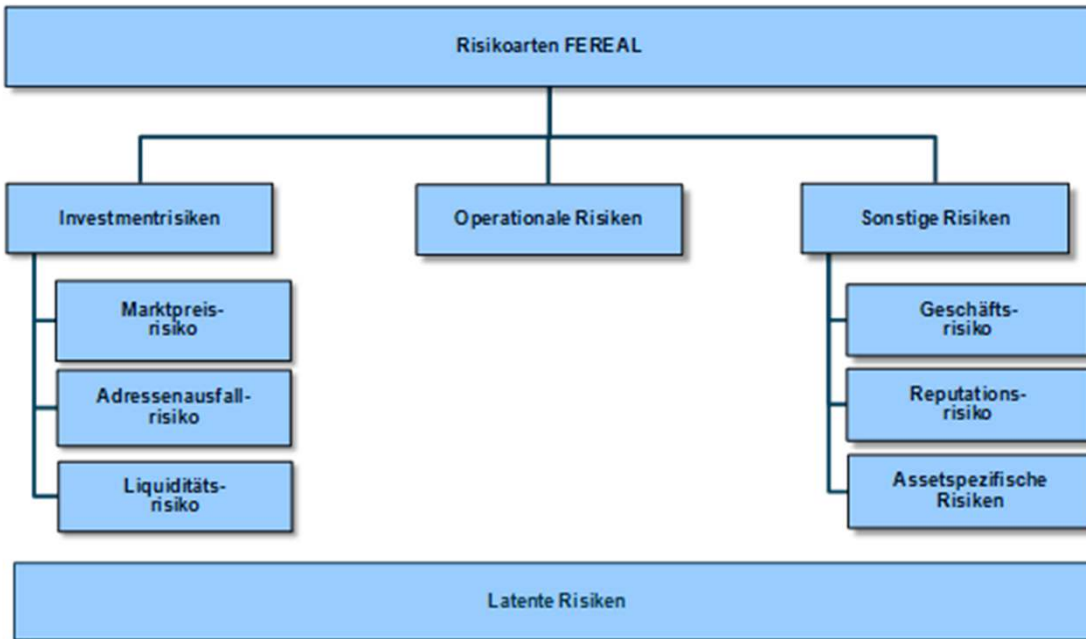 Risikoarten FEREAL
Investmentrisiken
Marktpreis-
risiko
Adressenausfall-
risiko
Liquiditäts-
risiko
Operationale Risiken
Sonstige Risiken
Geschäfts-
risiko
Reputations-
risiko
Assetspezifische
Risiken
Latente Risiken